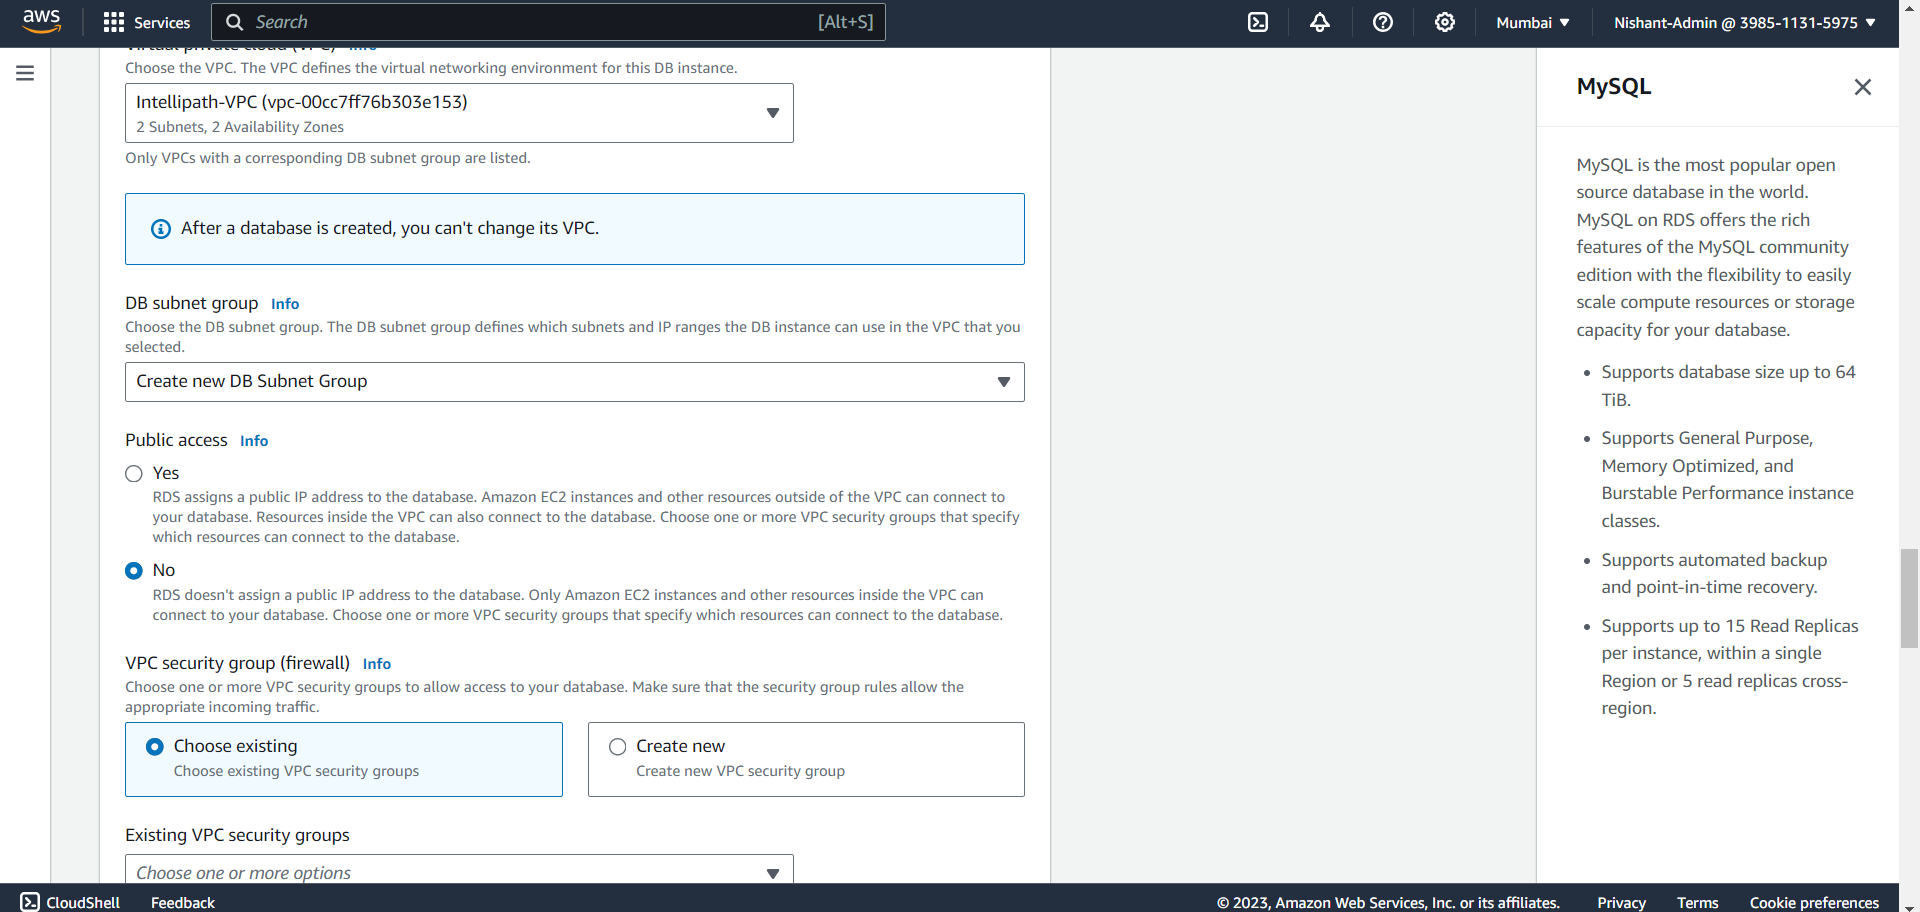 aws
Services
Search
[Alt+S]
Mumbai
Nishant-Admin @ 3985-1131-5975
Virtual private cloud (VPC) Info
Choose the VPC. The VPC defines the virtual networking environment for this DB instance.
Intellipath-VPC (vpc-00cc7ff76b303e153)
2 Subnets, 2 Availability Zones
Only VPCs with a corresponding DB subnet group are listed.
After a database is created, you can't change its VPC.
DB subnet group Info
Choose the DB subnet group. The DB subnet group defines which subnets and IP ranges the DB instance can use in the VPC that you
selected.
Create new DB Subnet Group
Public access Info
Yes
RDS assigns a public IP address to the database. Amazon EC2 instances and other resources outside of the VPC can connect to
your database. Resources inside the VPC can also connect to the database. Choose one or more VPC security groups that specify
which resources can connect to the database.
No
RDS doesn't assign a public IP address to the database. Only Amazon EC2 instances and other resources inside the VPC can
connect to your database. Choose one or more VPC security groups that specify which resources can connect to the database.
VPC security group (firewall) Info
Choose one or more VPC security groups to allow access to your database. Make sure that the security group rules allow the
appropriate incoming traffic.
Choose existing
Choose existing VPC security groups
Create new
Create new VPC security group
Existing VPC security groups
Choose one or more options
MySQL
MySQL is the most popular open
source database in the world.
MySQL on RDS offers the rich
features of the MySQL community
edition with the flexibility to easily
scale compute resources or storage
capacity for your database.
• Supports database size up to 64
TiB.
• Supports General Purpose,
Memory Optimized, and
Burstable Performance instance
classes.
• Supports automated backup
and point-in-time recovery.
• Supports up to 15 Read Replicas
per instance, within a single
Region or 5 read replicas cross-
region.
CloudShell
Feedback
© 2023, Amazon Web Services, Inc. or its affiliates.
Privacy
Terms
Cookie preferences